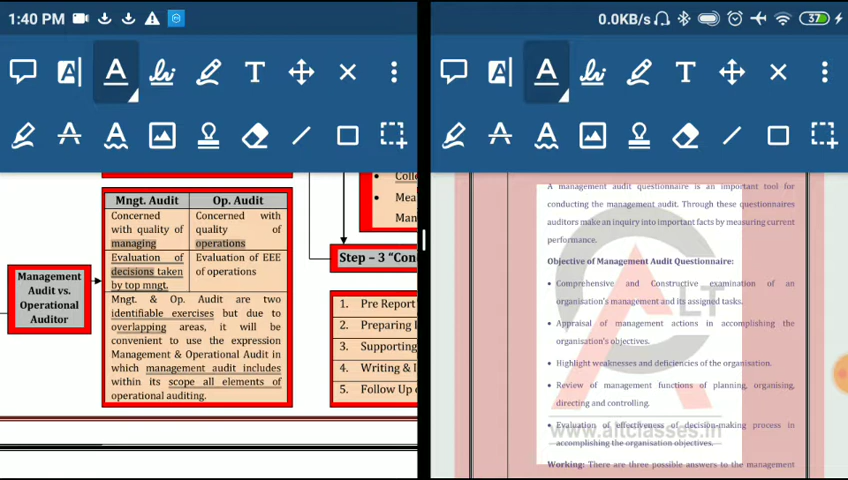 1:40 PM
0.0KB/s
37
Mngt. Audit
Op. Audit
Concerned with quality of managing
Concerned with quality of operations
Evaluation of decisions taken by top mngt.
Evaluation of EEE of operations
Mngt. & Op. Audit are two
identifiable exercises but due to
overlapping areas, it will be
convenient to use the expression
Management & Operational Audit in
which management audit includes
within its scope all elements of
operational auditing.
Management
Audit vs.
Operational
Auditor
Step – 3 "Con
1. Pre Report
2. Preparing
3. Supporting
4. Writing &
5. Follow Up
A management audit questionnaire is an important tool for
conducting the management audit. Through these questionnaires
auditors make an inquiry into important facts by measuring current
performance.
Objective of Management Audit Questionnaire:
• Comprehensive and Constructive examination of an
organisation's management and its assigned tasks.
• Appraisal of management actions in accomplishing the
organisation's objectives.
• Highlight weaknesses and deficiencies of the organisation.
• Review of management functions of planning, organising,
directing and controlling.
• Evaluation of effectiveness of decision-making process in
accomplishing the organisation objectives.
www.altclasses.in
Working: There are three possible answers to the management